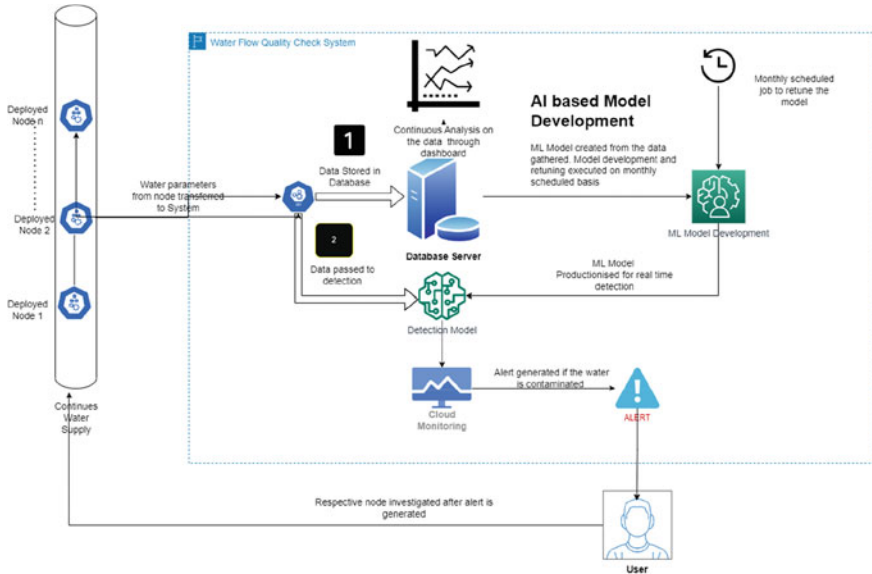 Water Flow Quality Check System
Deployed
Node n
Deployed
Node 2
Deployed
Node 1
Continues
Water
Supply
Water parameters
from node transferred
to System
1
Data Stored in
Database
2
Data passed to
detection
Continuous Analysis on
the data through
dashboard
Database Server
AI based Model
Development
ML Model created from the data
gathered. Model development and
retuning executed on monthly
scheduled basis
Monthly scheduled
job to retune the
model
ML Model Development
ML Model
Productionised for real time
detection
Detection Model
Cloud
Monitoring
Alert generated if the water
is contaminated
ALERT
Respective node investigated after alert is
generated
User